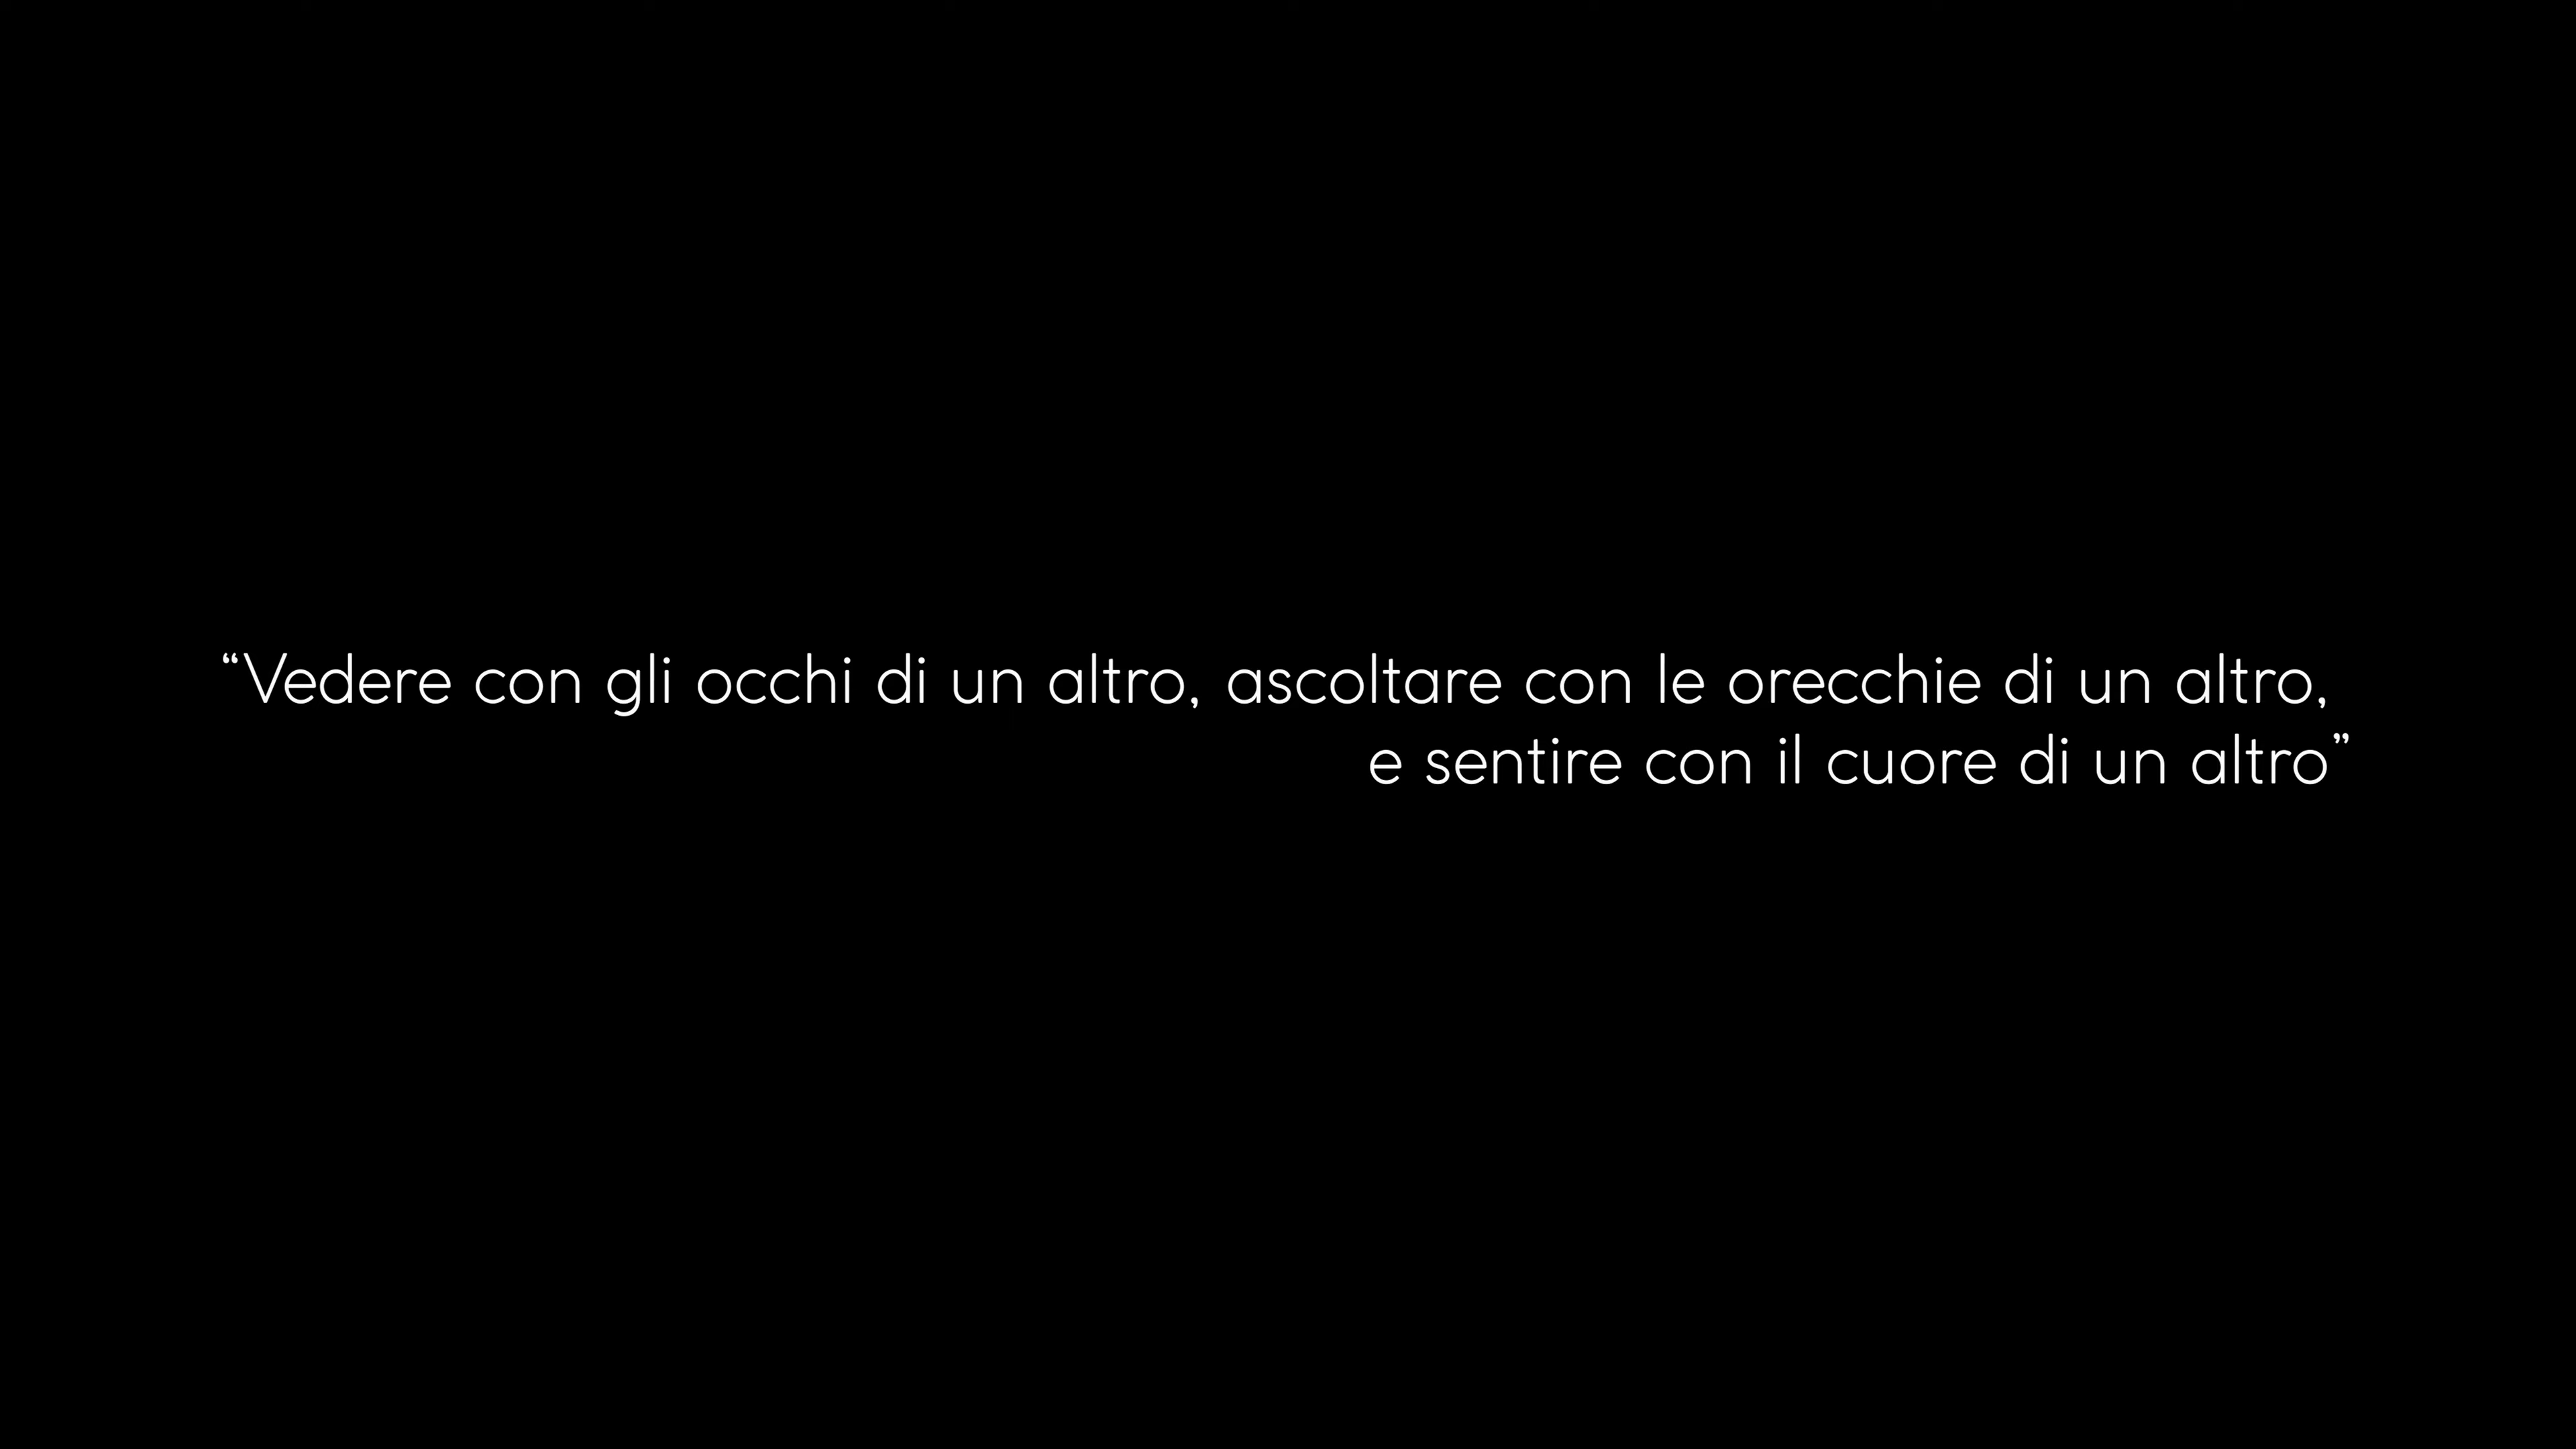 “Vedere con gli occhi di un altro, ascoltare con le orecchie di un altro,
e sentire con il cuore di un altro”